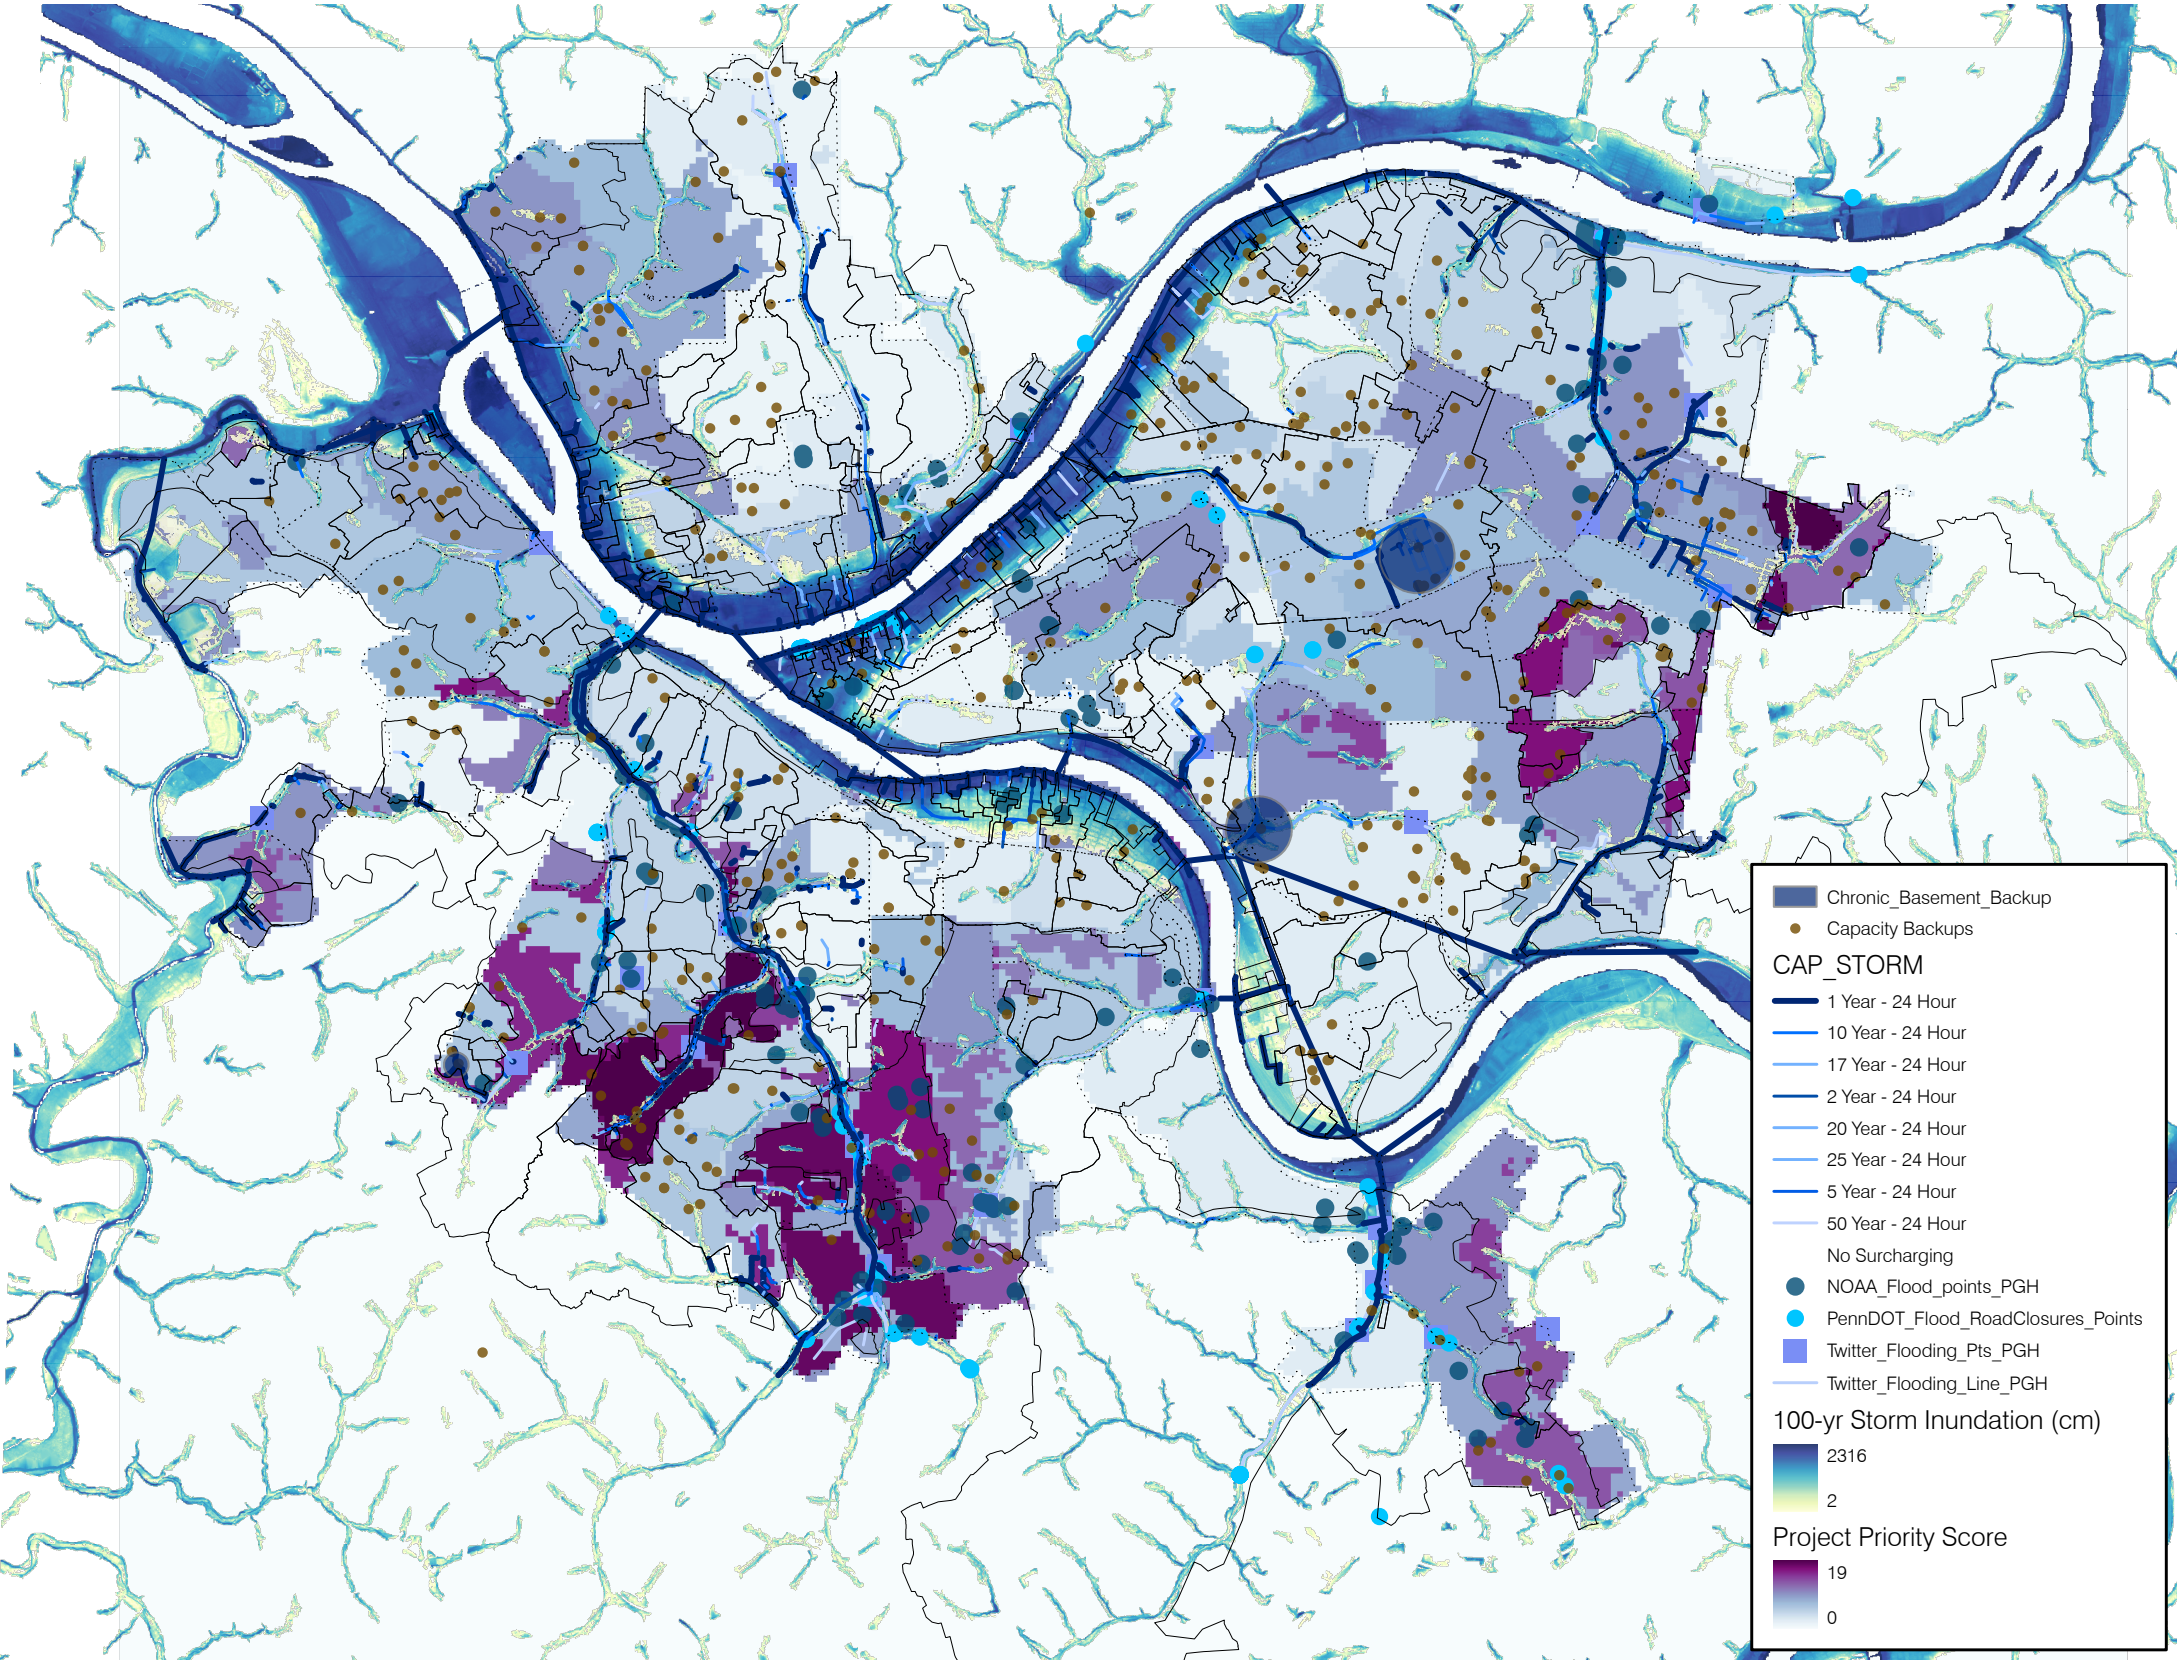 Chronic_Basement_Backup
Capacity Backups
CAP_STORM
1 Year - 24 Hour
10 Year - 24 Hour
17 Year - 24 Hour
2 Year - 24 Hour
20 Year - 24 Hour
25 Year - 24 Hour
5 Year - 24 Hour
50 Year - 24 Hour
No Surcharging
NOAA_Flood_points_PGH
PennDOT_Flood_RoadClosures_Points
Twitter_Flooding_Pts_PGH
Twitter_Flooding_Line_PGH
100-yr Storm Inundation (cm)
2316
2
Project Priority Score
19
0